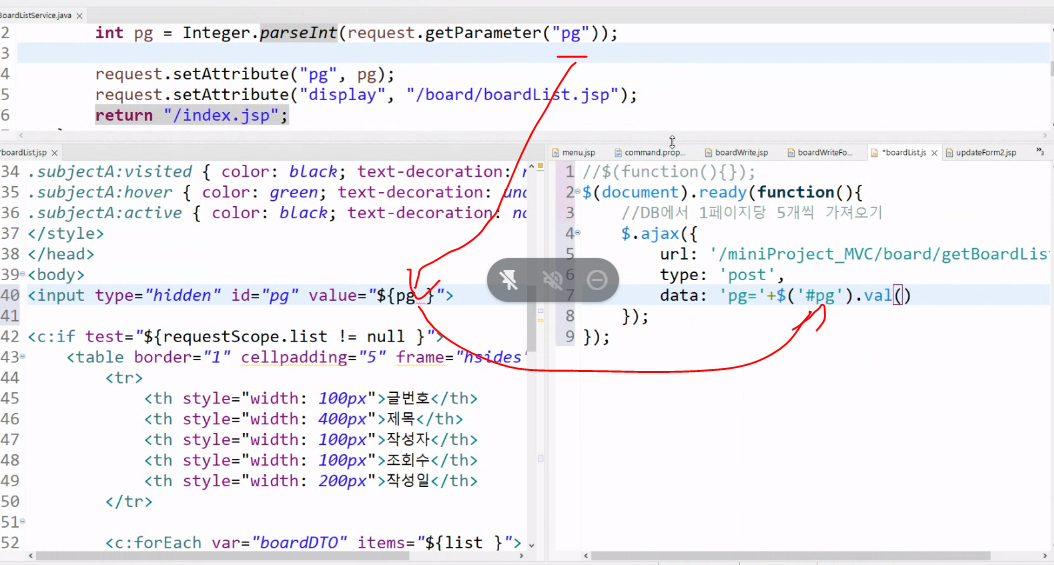 BoardListService.java
2 int pg = Integer.parseInt(request.getParameter("pg"));
3
4 request.setAttribute("pg", pg);
5 request.setAttribute("display", "/board/boardList.jsp");
6 return "/index.jsp";
boardList.jsp
34 .subjectA:visited { color: black; text-decoration:
35 .subjectA:hover { color: green; text-decoration:
36 .subjectA:active { color: black; text-decoration:
37 </style>
38 </head>
39 <body>
40 <input type="hidden" id="pg" value="${pg }">
41
42 <c:if test="${requestScope.list != null }">
43 <table border="1" cellpadding="5" frame="hsides"
44 <tr>
45 <th style="width: 100px">글번호</th>
46 <th style="width: 400px">제목</th>
47 <th style="width: 100px">작성자</th>
48 <th style="width: 100px">조회수</th>
49 <th style="width: 200px">작성일</th>
50 </tr>
51
52 <c:forEach var="boardDTO" items="${list }">
menu.jsp command.prop... boardWrite.jsp boardWriteFo... *boardList.js updateForm2.jsp
1 //$(function(){});
2 $(document).ready(function(){
3 //DB에서 1페이지당 5개씩 가져오기
4 $.ajax({
5 url: '/miniProject_MVC/board/getBoardList
6 type: 'post',
7 data: 'pg='+$('#pg').val()
8 });
9 });